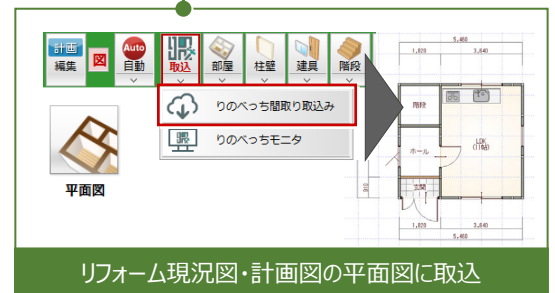 計画
編集
図
Auto
自動
取込
部屋
柱壁
建具
階段
りのべっち間取り取込み
りのべっちモニタ
平面図
5,460
1,820 3,640
階段
ホール
LDK
(11帖)
玄関
910
1,820 3,640
5,460
リフォーム現況図・計画図の平面図に取込